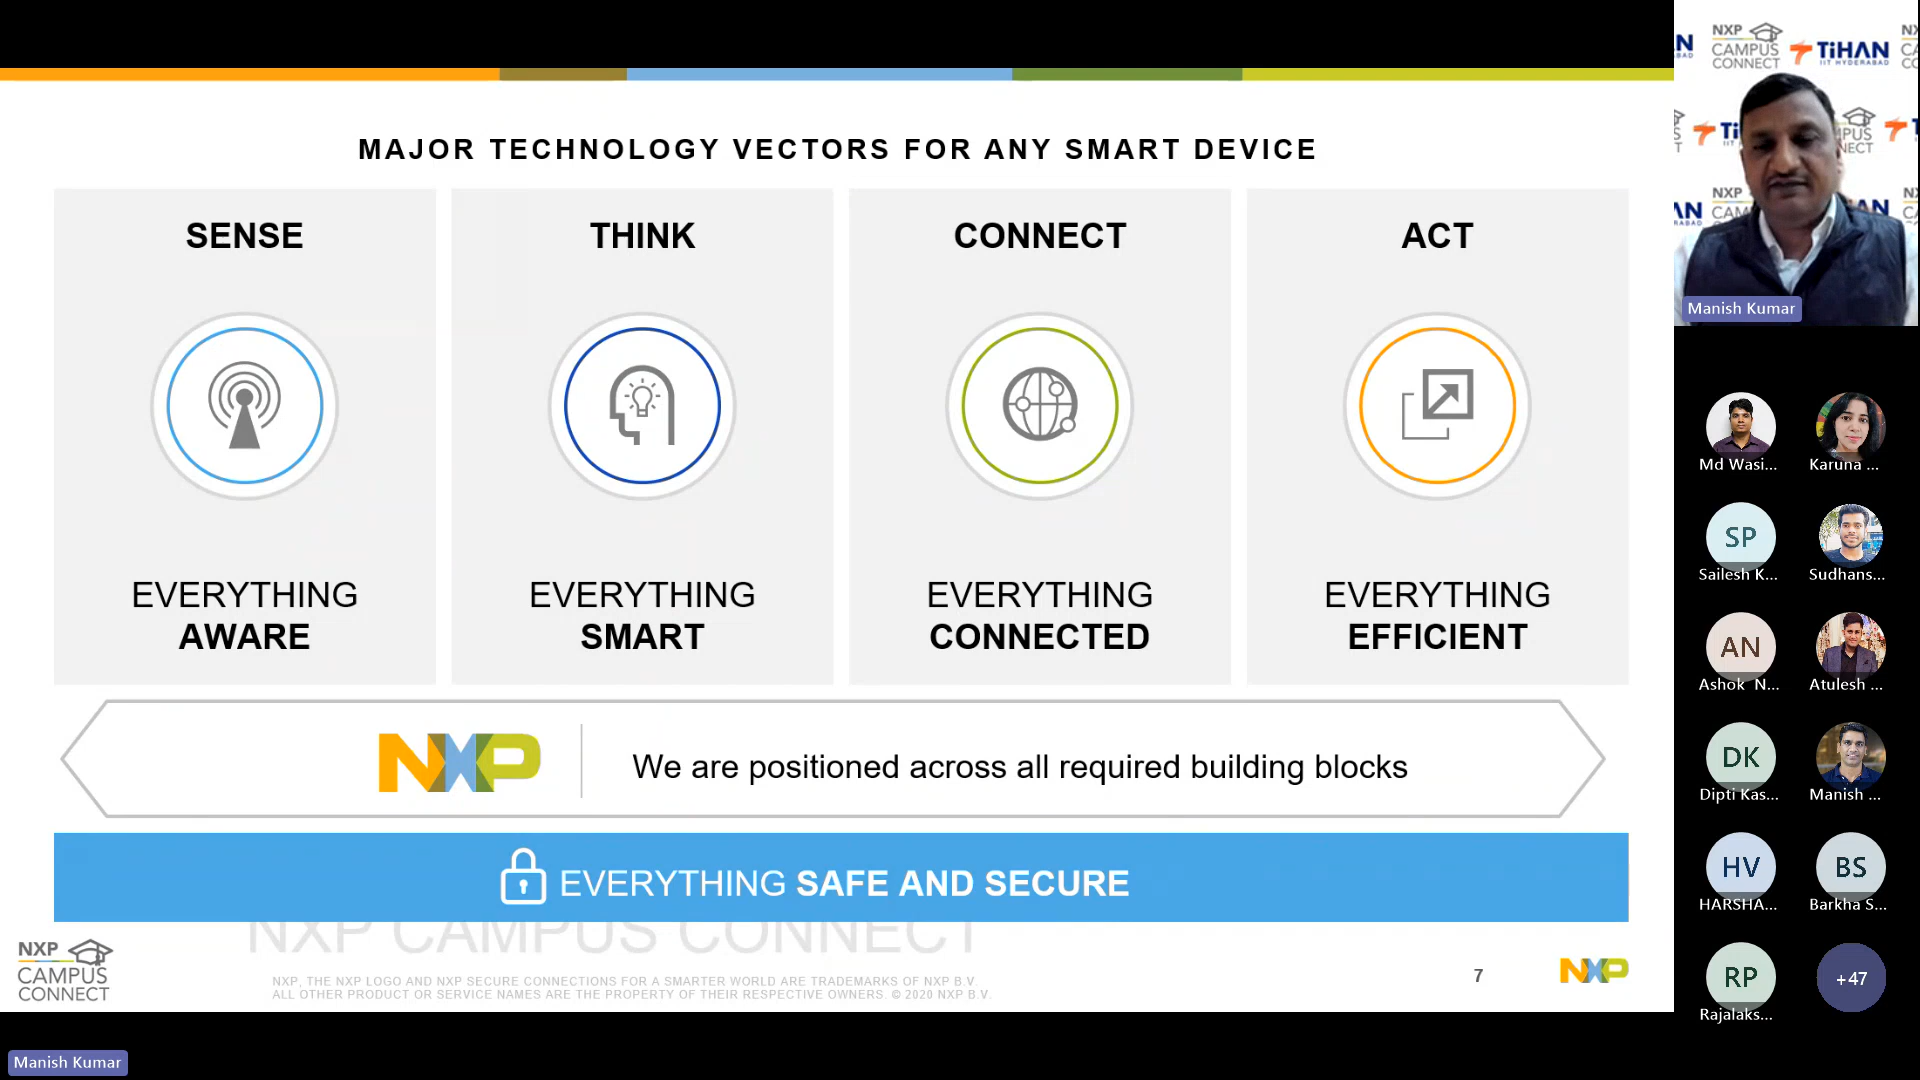 MAJOR TECHNOLOGY VECTORS FOR ANY SMART DEVICE
SENSE
THINK
CONNECT
ACT
EVERYTHING
AWARE
EVERYTHING
SMART
EVERYTHING
CONNECTED
EVERYTHING
EFFICIENT
NXP
We are positioned across all required building blocks
EVERYTHING SAFE AND SECURE
NXP CAMPUS CONNECT
NXP
CAMPUS
CONNECT
NXP, THE NXP LOGO AND NXP SECURE CONNECTIONS FOR A SMARTER WORLD ARE TRADEMARKS OF NXP B.V.
ALL OTHER PRODUCT OR SERVICE NAMES ARE THE PROPERTY OF THEIR RESPECTIVE OWNERS. © 2020 NXP B.V.
7
NXP
Manish Kumar
NXP
CAMPUS
CONNECT
TiHAN
IIT HYDERABAD
Manish Kumar
Md Wasi...
Karuna ...
SP
Sailesh K...
Sudhans...
AN
Ashok N...
Atulesh ...
DK
Dipti Kas...
Manish ...
HV
HARSHA...
BS
Barkha S...
RP
Rajalaks...
+47